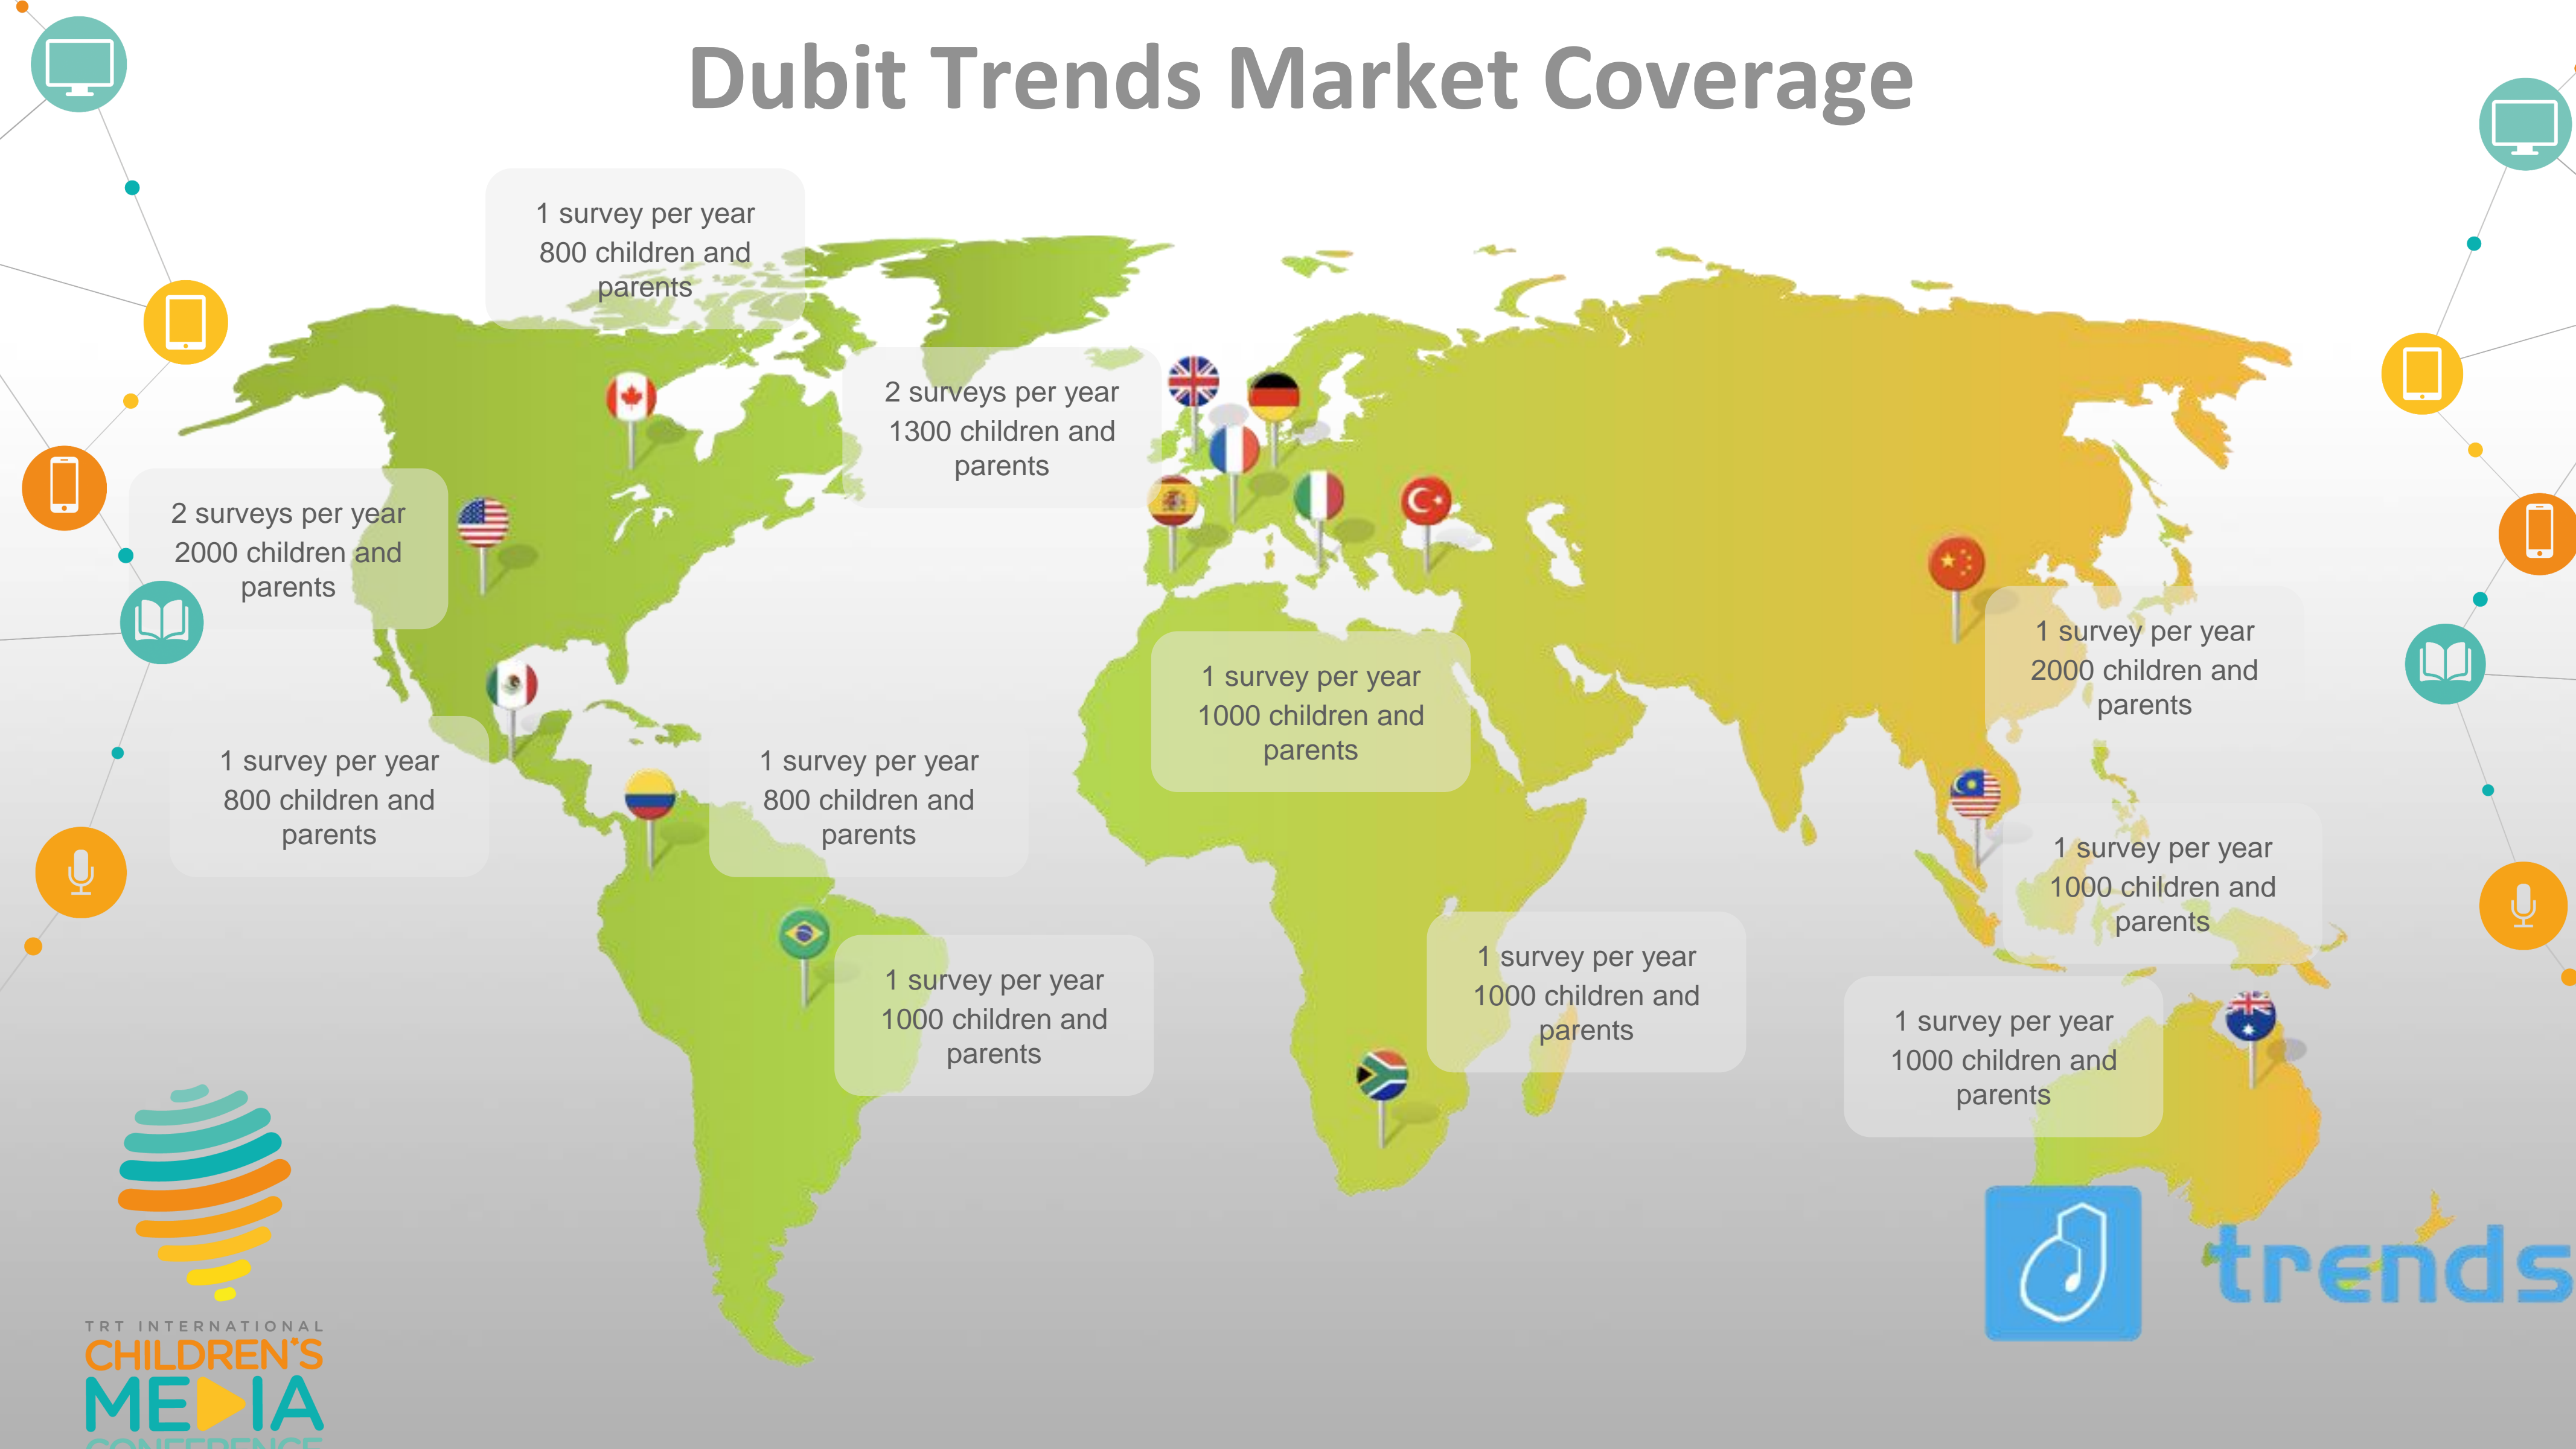 Dubit Trends Market Coverage
1 survey per year
800 children and
parents
2 surveys per year
1300 children and
parents
2 surveys per year
2000 children and
parents
1 survey per year
2000 children and
parents
1 survey per year
1000 children and
parents
1 survey per year
800 children and
parents
1 survey per year
800 children and
parents
1 survey per year
1000 children and
parents
1 survey per year
1000 children and
parents
1 survey per year
1000 children and
parents
1 survey per year
1000 children and
parents
trends
TRT INTERNATIONAL
CHILDREN'S
MEDIA
CONFERENCE